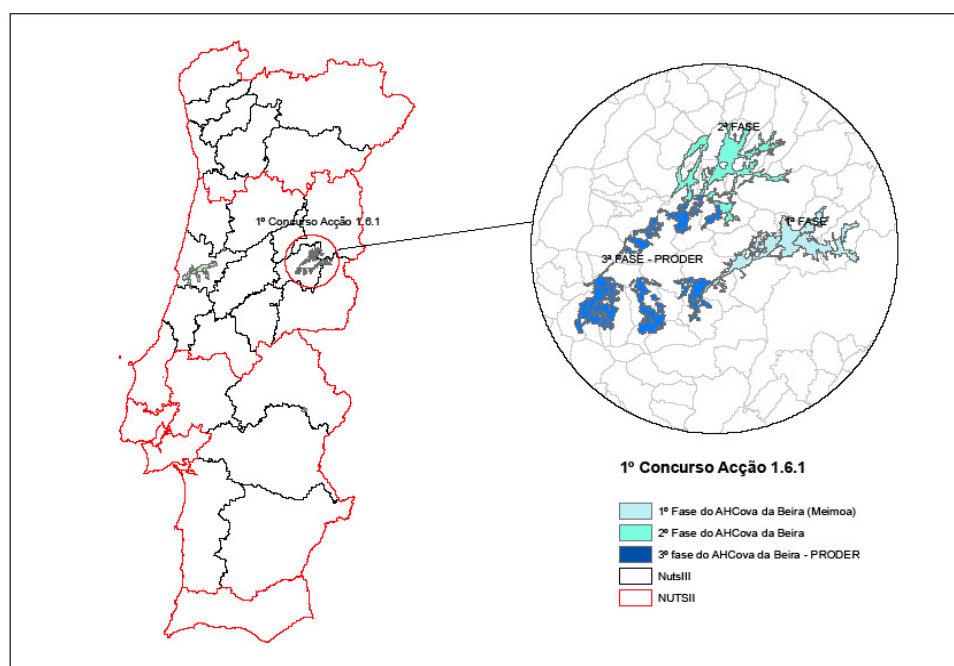 1º Concurso Acção 1.6.1
2ª FASE
1ª FASE
3ª FASE - PRODER
1º Concurso Acção 1.6.1
1º Fase do AHCova da Beira (Meimoa)
2º Fase do AHCova da Beira
3º fase do AHCova da Beira - PRODER
NutsIII
NUTSII